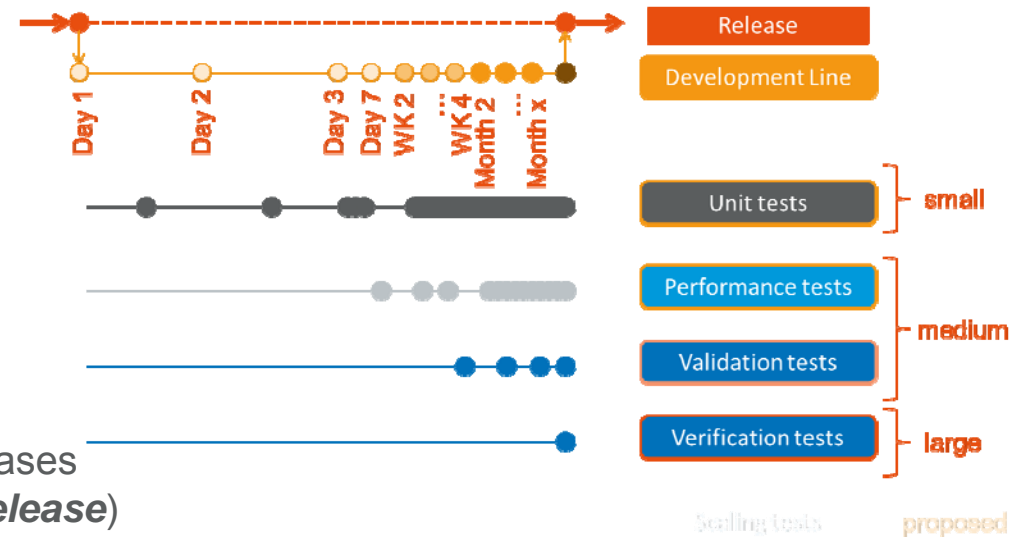 Release
Development Line
Day 1
Day 2
Day 3
Day 7
WK 2
...
WK 4
Month 2
...
Month x
Unit tests
small
Performance tests
medium
Validation tests
Verification tests
large
ases
elease)
Scaling tests
proposed